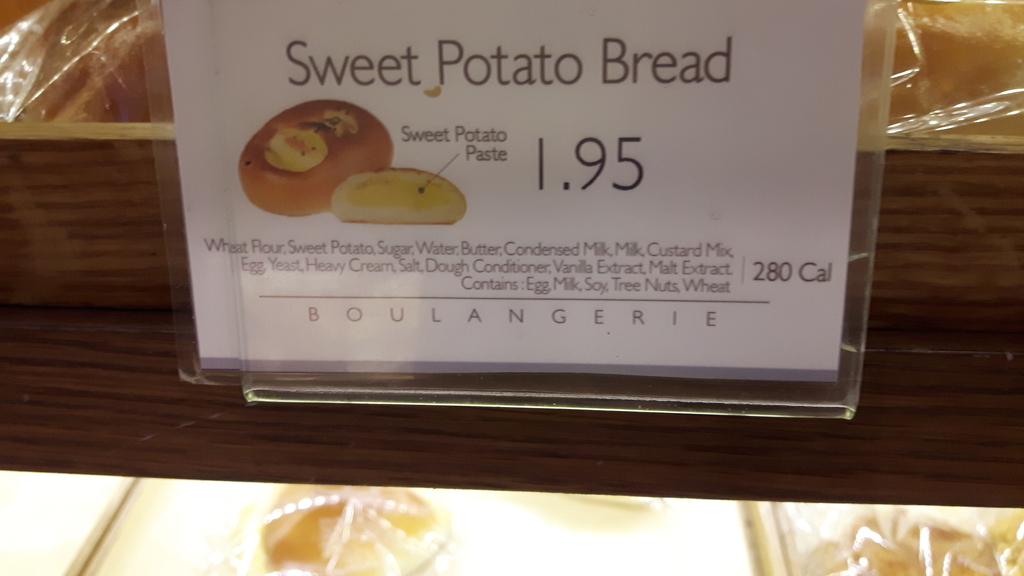 Sweet Potato Bread
Sweet Potato
Paste
1.95
Wheat Flour, Sweet Potato, Sugar, Water, Butter, Condensed Milk, Milk, Custard Mix,
Egg, Yeast, Heavy Cream, Salt, Dough Conditioner, Vanilla Extract, Malt Extract
Contains : Egg, Milk, Soy, Tree Nuts, Wheat
280 Cal
BOULANGERIE